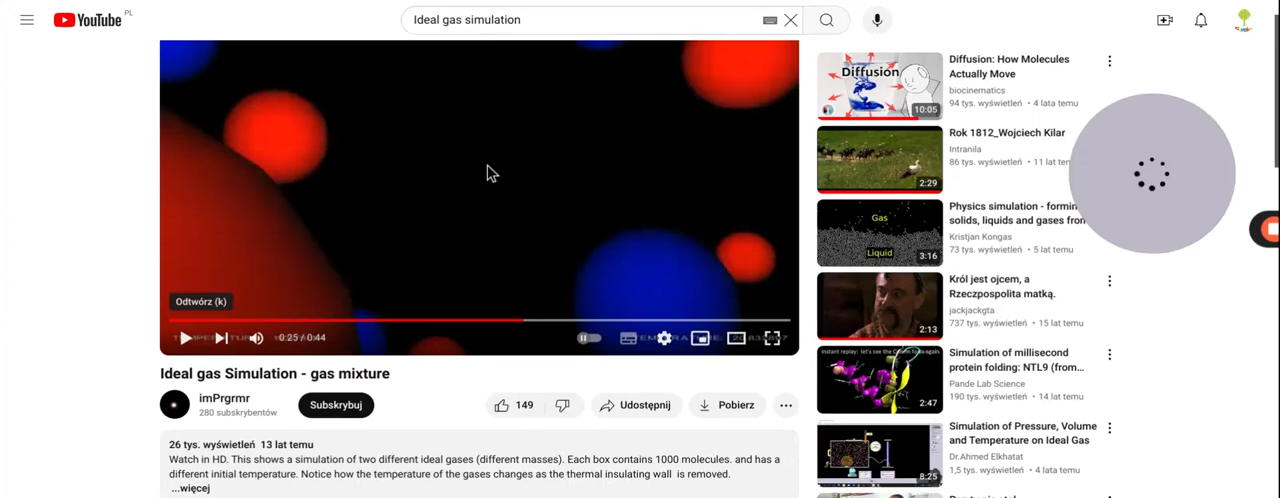 YouTube PL
Ideal gas simulation
Odtwórz (k)
0:25 / 0:44
Ideal gas Simulation - gas mixture
imPrgrmr
280 subskrybentów
Subskrybuj
149
Udostępnij
Pobierz
26 tys. wyświetleń 13 lat temu
Watch in HD. This shows a simulation of two different ideal gases (different masses). Each box contains 1000 molecules. and has a
different initial temperature. Notice how the temperature of the gases changes as the thermal insulating wall is removed.
...więcej
Diffusion
10:05
Diffusion: How Molecules
Actually Move
biocinematics
94 tys. wyświetleń • 4 lata temu
2:29
Rok 1812_Wojciech Kilar
Intranila
86 tys. wyświetleń • 11 lat
Gas
Liquid
3:16
Physics simulation -
solids, liquids and gases
Kristjan Kongas
73 tys. wyświetleń • 5 lat temu
2:13
Król jest ojcem, a
Rzeczpospolita matką.
jackjackgta
737 tys. wyświetleń • 15 lat temu
2:47
Simulation of millisecond
protein folding: NTL9 (from...
Pande Lab Science
190 tys. wyświetleń • 14 lat temu
8:25
Simulation of Pressure, Volume
and Temperature on Ideal Gas
Dr.Ahmed Elkhatat
1,5 tys. wyświetleń • 4 lata temu